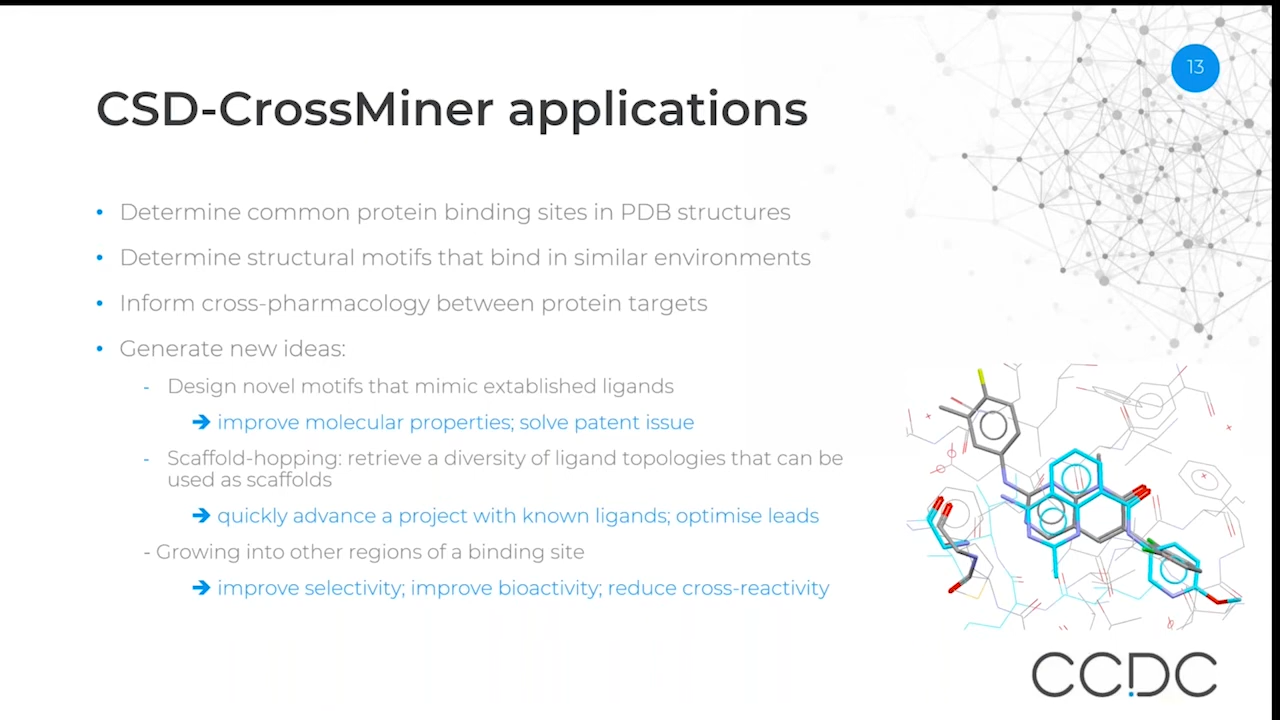 13
CSD-CrossMiner applications
• Determine common protein binding sites in PDB structures
• Determine structural motifs that bind in similar environments
• Inform cross-pharmacology between protein targets
• Generate new ideas:
- Design novel motifs that mimic extablished ligands
➔ improve molecular properties; solve patent issue
- Scaffold-hopping: retrieve a diversity of ligand topologies that can be
used as scaffolds
➔ quickly advance a project with known ligands; optimise leads
- Growing into other regions of a binding site
➔ improve selectivity; improve bioactivity; reduce cross-reactivity
CCDC